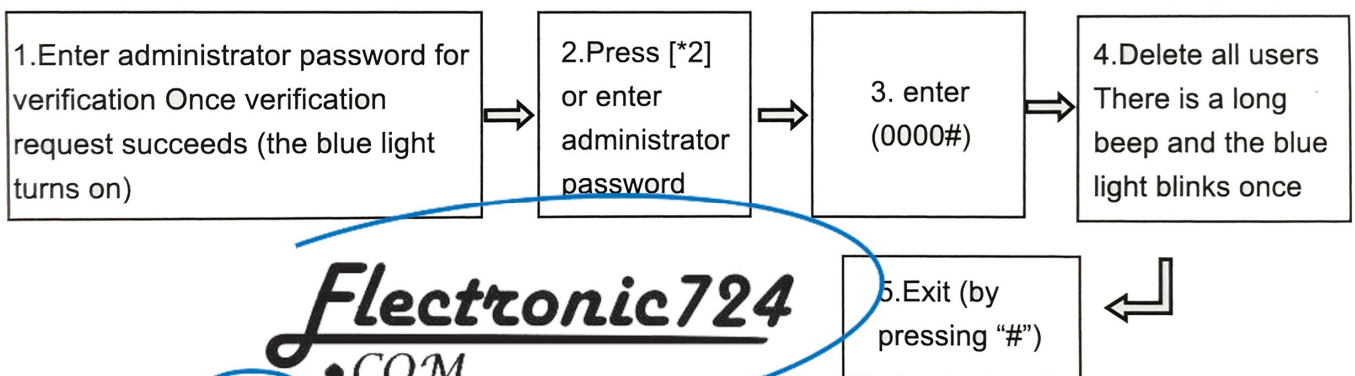 1.Enter administrator password for
verification Once verification
request succeeds (the blue light
turns on)
2.Press [*2]
or enter
administrator
password
3. enter
(0000#)
4.Delete all users
There is a long
beep and the blue
light blinks once
5.Exit (by
pressing “#”)
Electronic724
.COM